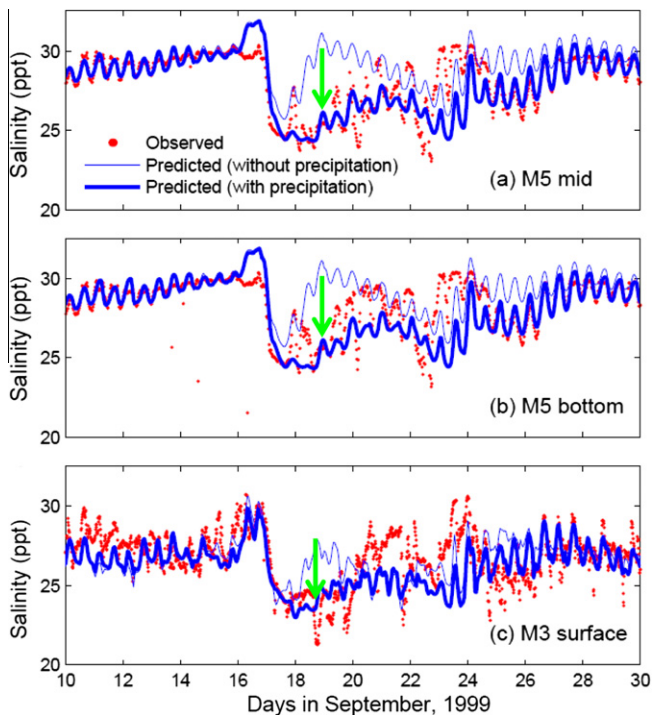 30
25
20
Salinity (ppt)
Observed
Predicted (without precipitation)
Predicted (with precipitation)
(a) M5 mid
30
25
20
Salinity (ppt)
(b) M5 bottom
30
25
20
Salinity (ppt)
(c) M3 surface
10 12 14 16 18 20 22 24 26 28 30
Days in September, 1999